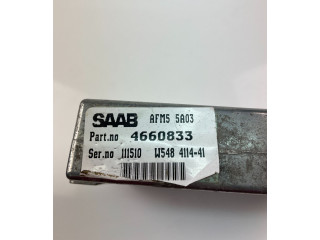 SAAB AFM5 5A03
Part.no 4660833
Ser.no 111510 W548 4114-41